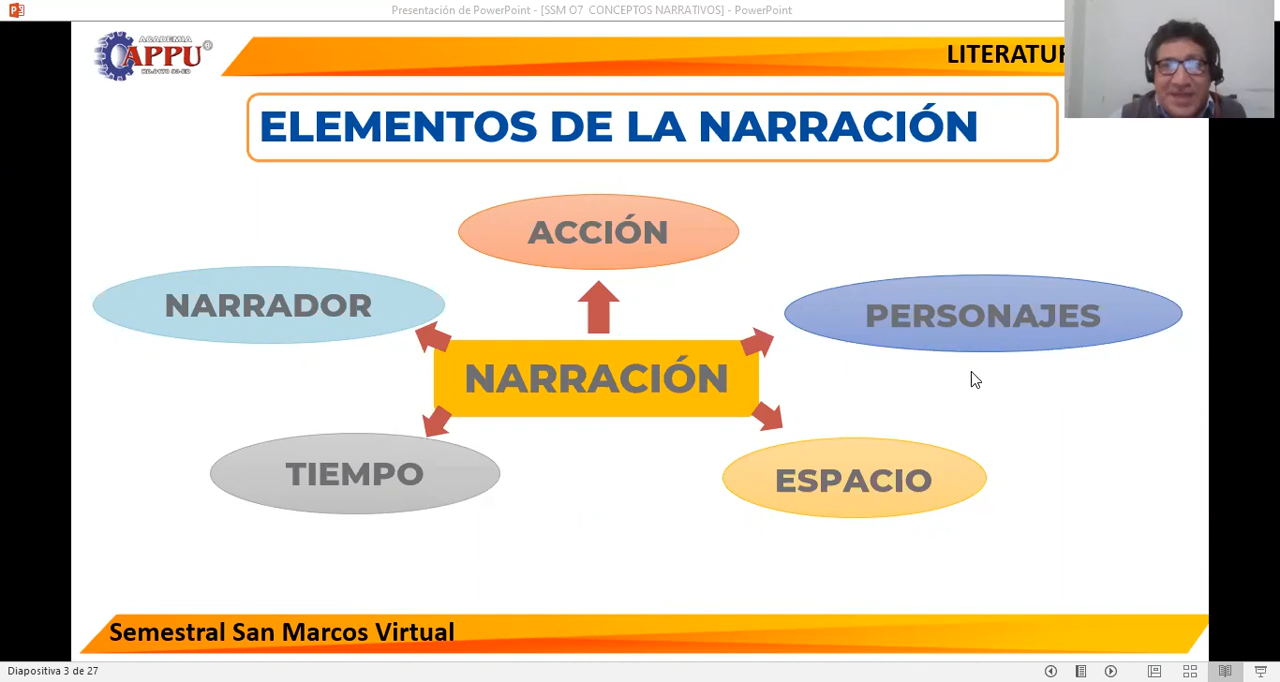 Presentación de PowerPoint - [SSM O7 CONCEPTOS NARRATIVOS] - PowerPoint
ACADEMIA
APPU
LITERATUR
ELEMENTOS DE LA NARRACIÓN
ACCIÓN
NARRADOR
PERSONAJES
NARRACIÓN
TIEMPO
ESPACIO
Semestral San Marcos Virtual
Diapositiva 3 de 27